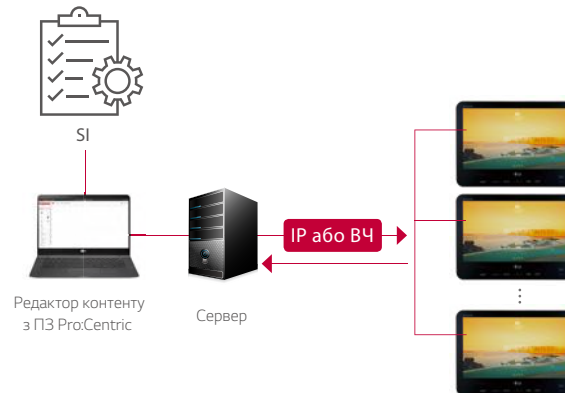 SI
IP або ВЧ
Редактор контенту
з ПЗ Pro:Centric
Сервер